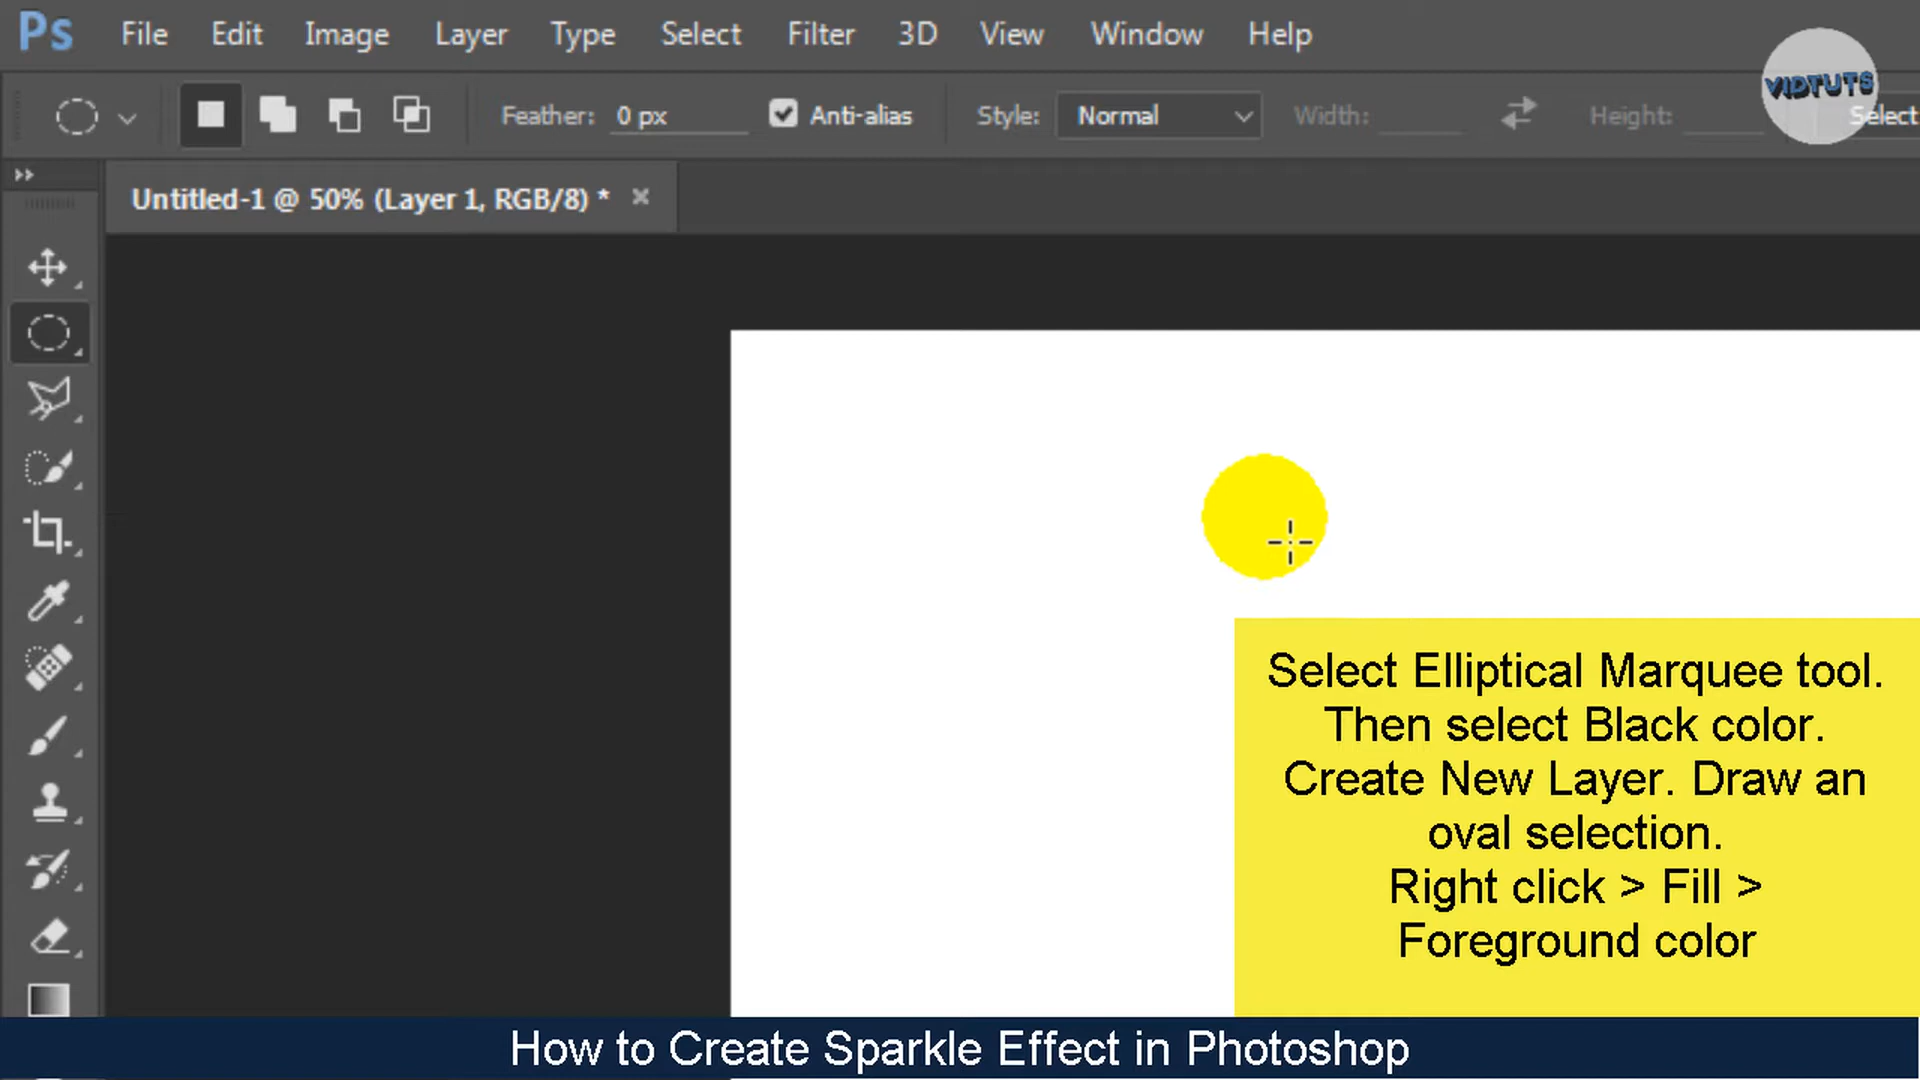 Ps File Edit Image Layer Type Select Filter 3D View Window Help
VIDTUTS
Feather: 0 px Anti-alias Style: Normal Width: Height: Select
Untitled-1 @ 50% (Layer 1, RGB/8) *
Select Elliptical Marquee tool.
Then select Black color.
Create New Layer. Draw an
oval selection.
Right click > Fill >
Foreground color
How to Create Sparkle Effect in Photoshop